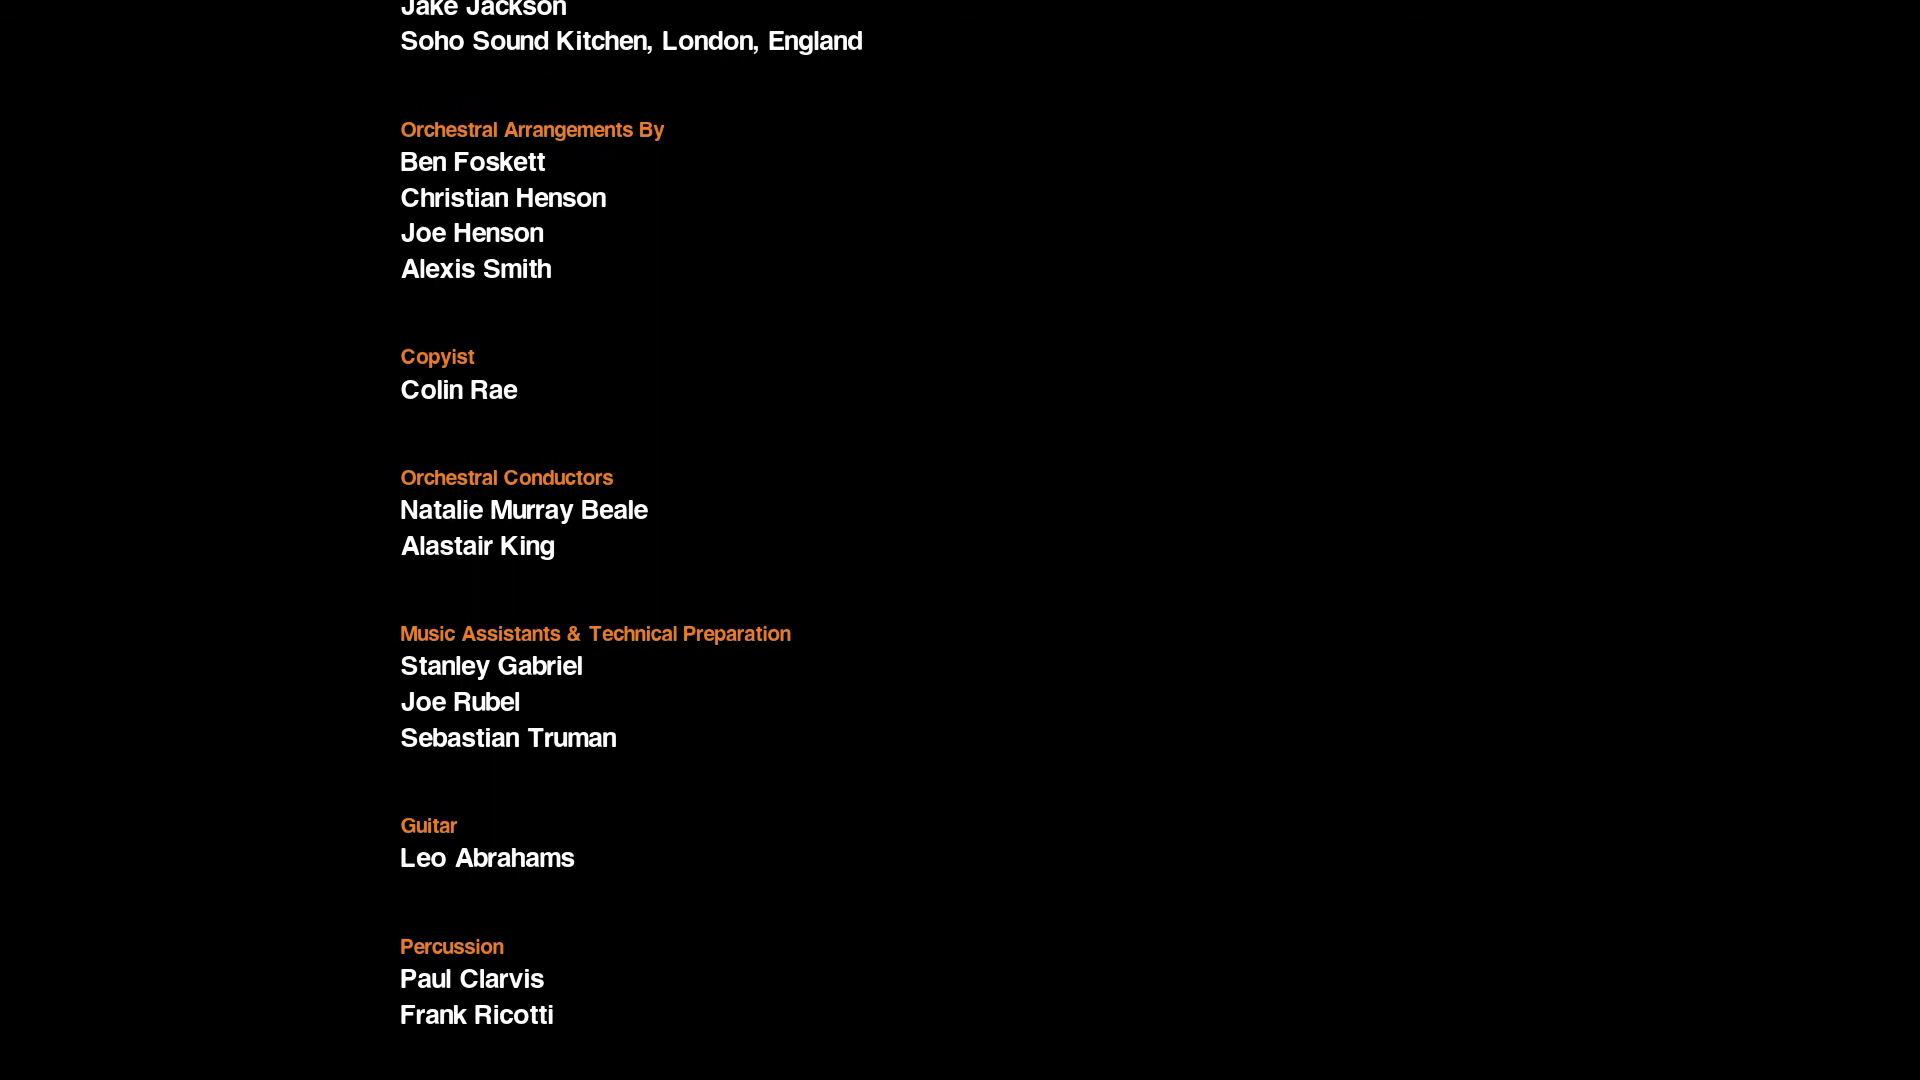 Jake Jackson
Soho Sound Kitchen, London, England
Orchestral Arrangements By
Ben Foskett
Christian Henson
Joe Henson
Alexis Smith
Copyist
Colin Rae
Orchestral Conductors
Natalie Murray Beale
Alastair King
Music Assistants & Technical Preparation
Stanley Gabriel
Joe Rubel
Sebastian Truman
Guitar
Leo Abrahams
Percussion
Paul Clarvis
Frank Ricotti